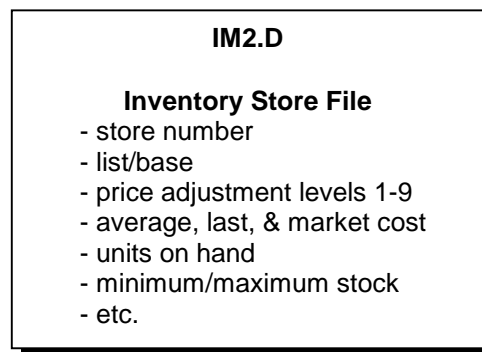 IM2.D
Inventory Store File
- store number
- list/base
- price adjustment levels 1-9
- average, last, & market cost
- units on hand
- minimum/maximum stock
- etc.